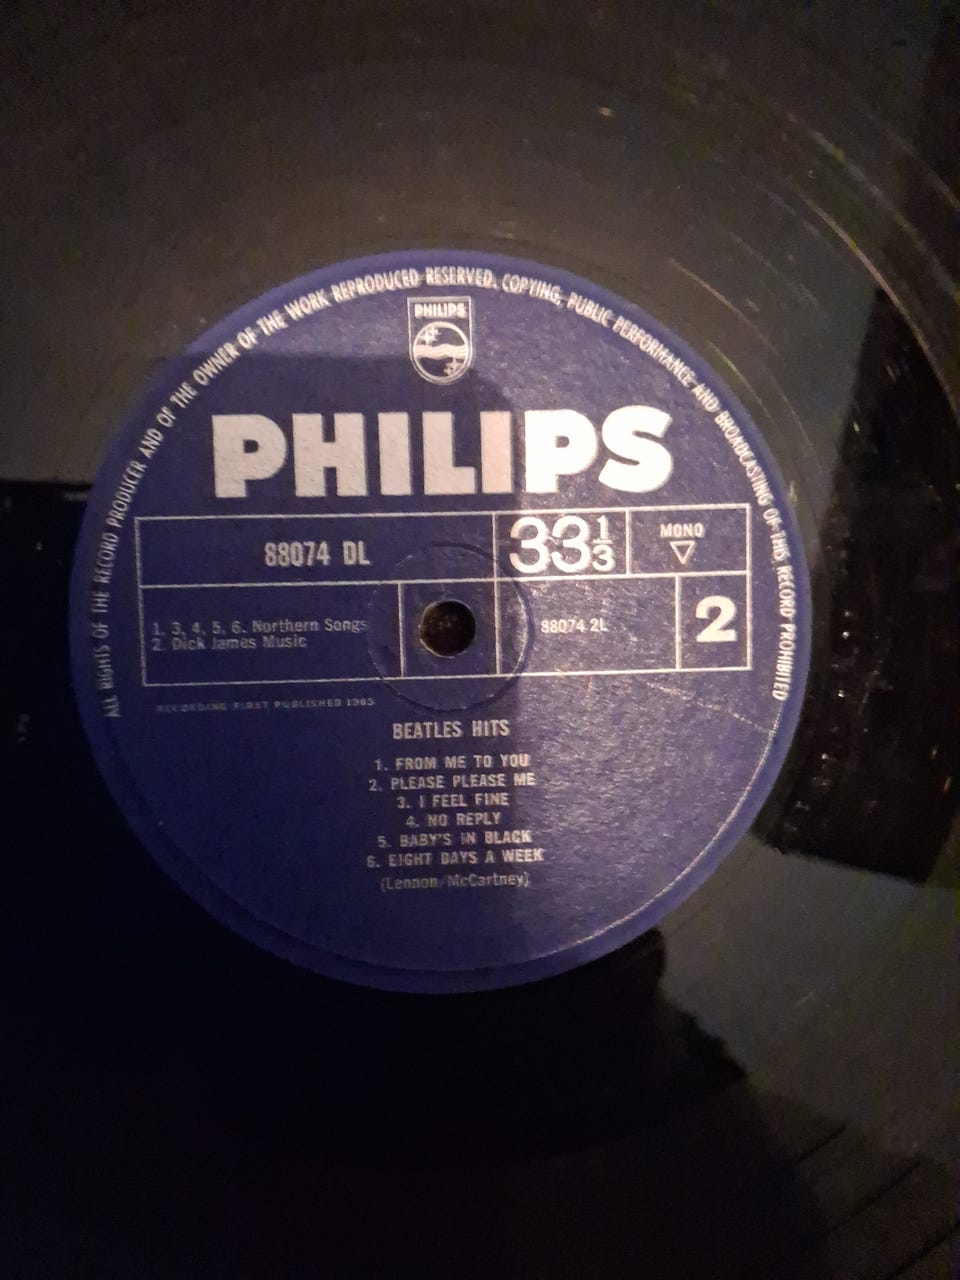 ALL RIGHTS OF THE RECORD PRODUCER AND OF THE OWNER OF THE WORK REPRODUCED RESERVED. COPYING, PUBLIC PERFORMANCE AND BROADCASTING OF THIS RECORD PROHIBITED
PHILIPS
PHILIPS
88074 DL
33 1/3
MONO
1. 3, 4, 5, 6. Northern Songs
2. Dick James Music
88074 2L
2
RECORDING FIRST PUBLISHED 1965
BEATLES HITS
1. FROM ME TO YOU
2. PLEASE PLEASE ME
3. I FEEL FINE
4. NO REPLY
5. BABY'S IN BLACK
6. EIGHT DAYS A WEEK
(Lennon/McCartney)